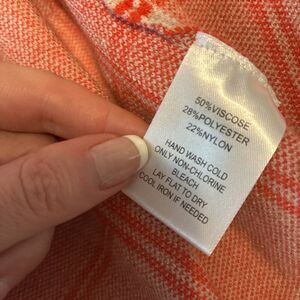 50%VISCOSE
28%POLYESTER
22%NYLON
HAND WASH COLD
ONLY NON-CHLORINE
BLEACH
LAY FLAT TO DRY
COOL IRON IF NEEDED